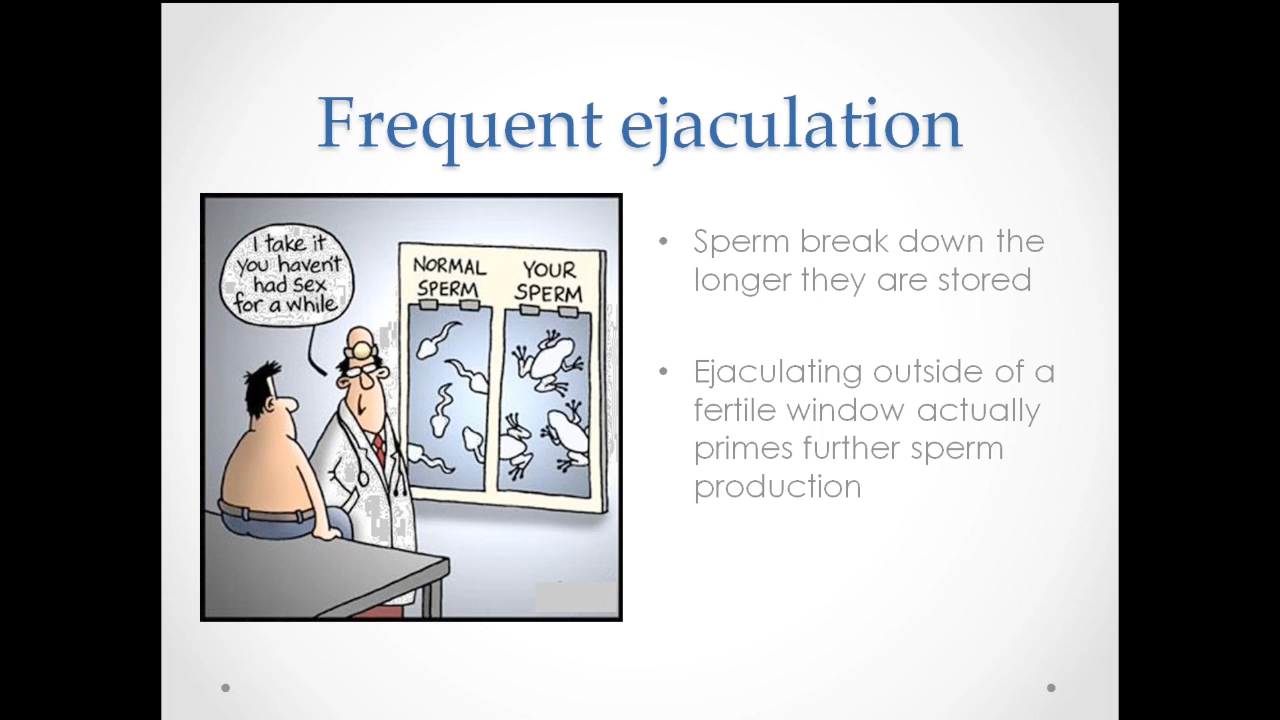 Frequent ejaculation
I take it
you haven't
had sex
for a while
NORMAL
SPERM
YOUR
SPERM
• Sperm break down the
longer they are stored
• Ejaculating outside of a
fertile window actually
primes further sperm
production